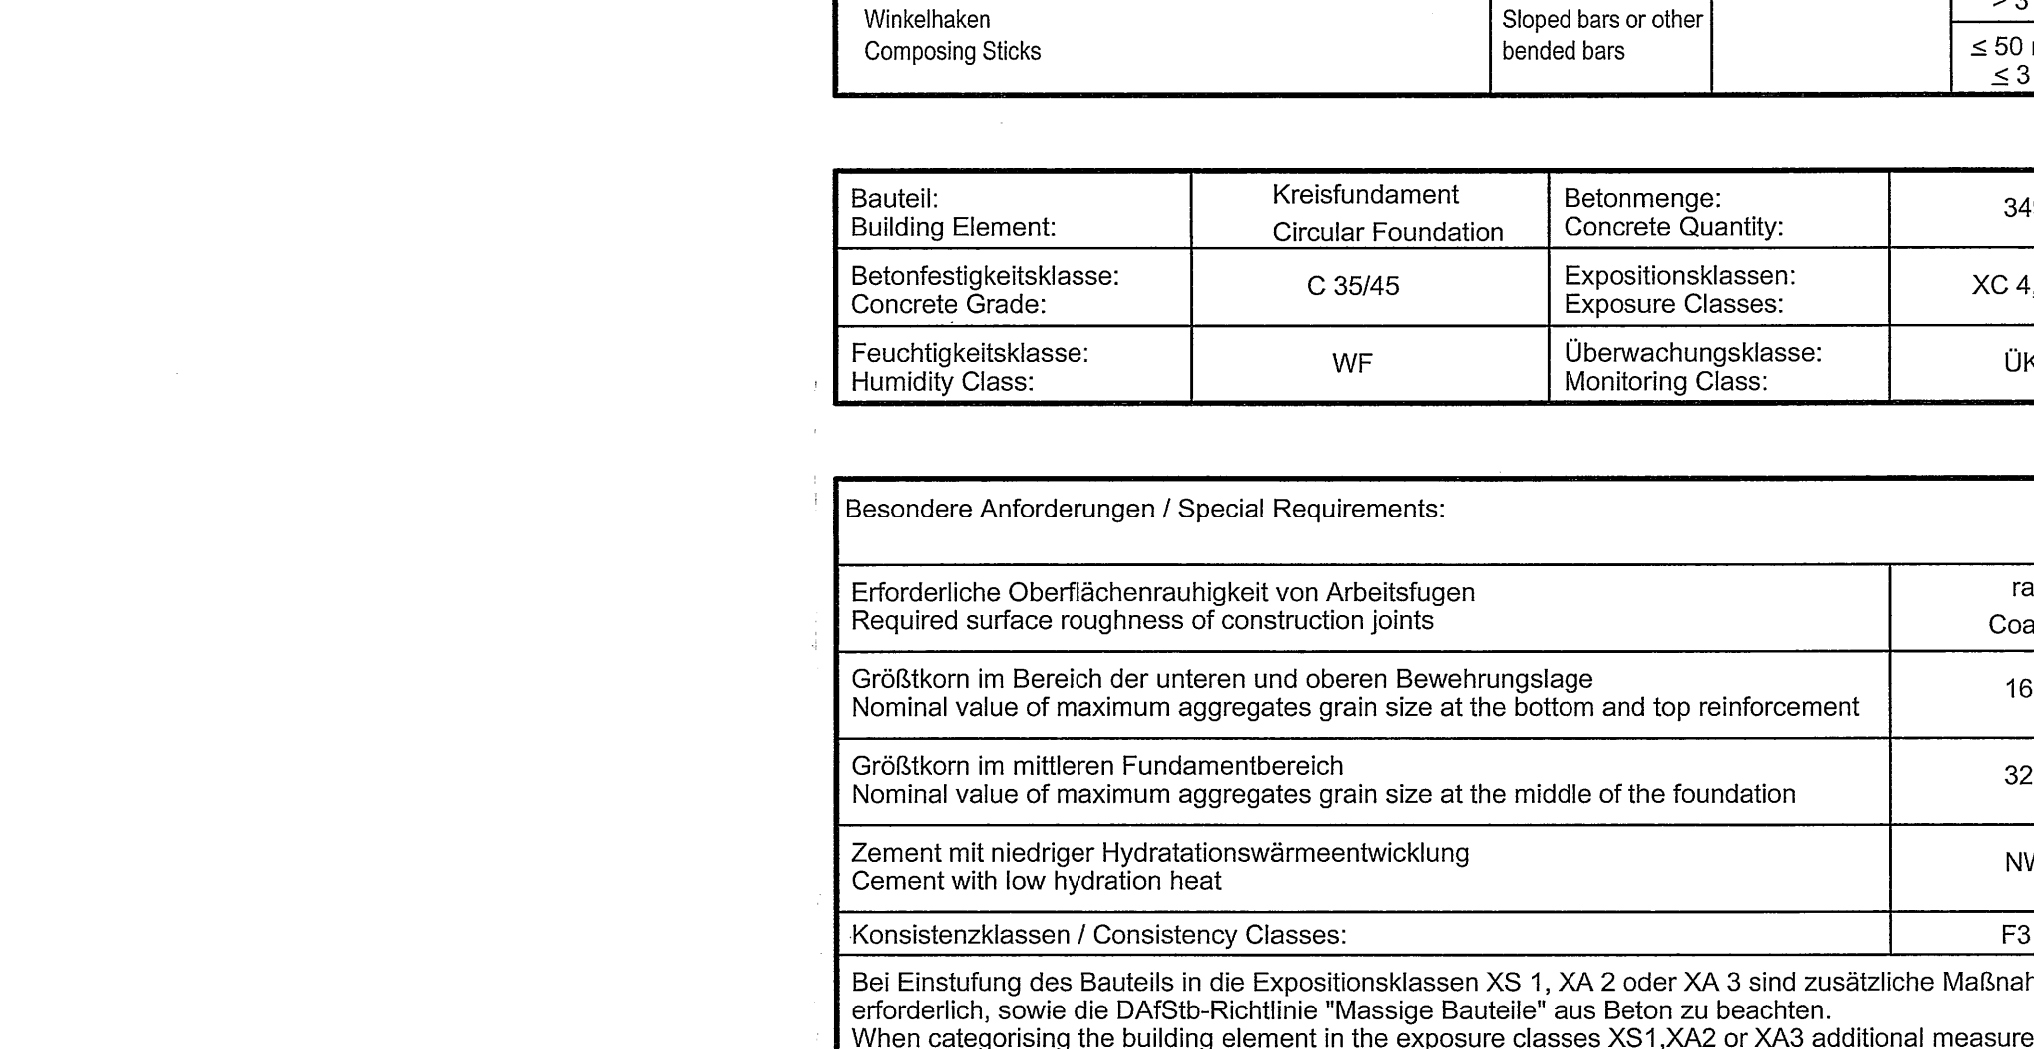 Winkelhaken
Composing Sticks
Sloped bars or other
bended bars
≤ 50
≤ 3
Bauteil:
Building Element:
Kreisfundament
Circular Foundation
Betonmenge:
Concrete Quantity:
Betonfestigkeitsklasse:
Concrete Grade:
C 35/45
Expositionsklassen:
Exposure Classes:
XC 4,
Feuchtigkeitsklasse:
Humidity Class:
WF
Überwachungsklasse:
Monitoring Class:
Besondere Anforderungen / Special Requirements:
Erforderliche Oberflächenrauhigkeit von Arbeitsfugen
Required surface roughness of construction joints
Größtkorn im Bereich der unteren und oberen Bewehrungslage
Nominal value of maximum aggregates grain size at the bottom and top reinforcement
16
Größtkorn im mittleren Fundamentbereich
Nominal value of maximum aggregates grain size at the middle of the foundation
32
Zement mit niedriger Hydratationswärmeentwicklung
Cement with low hydration heat
Konsistenzklassen / Consistency Classes:
F3
Bei Einstufung des Bauteils in die Expositionsklassen XS 1, XA 2 oder XA 3 sind zusätzliche
erforderlich, sowie die DAfStb-Richtlinie "Massige Bauteile" aus Beton zu beachten.
When categorising the building element in the exposure classes XS1,XA2 or XA3 additional